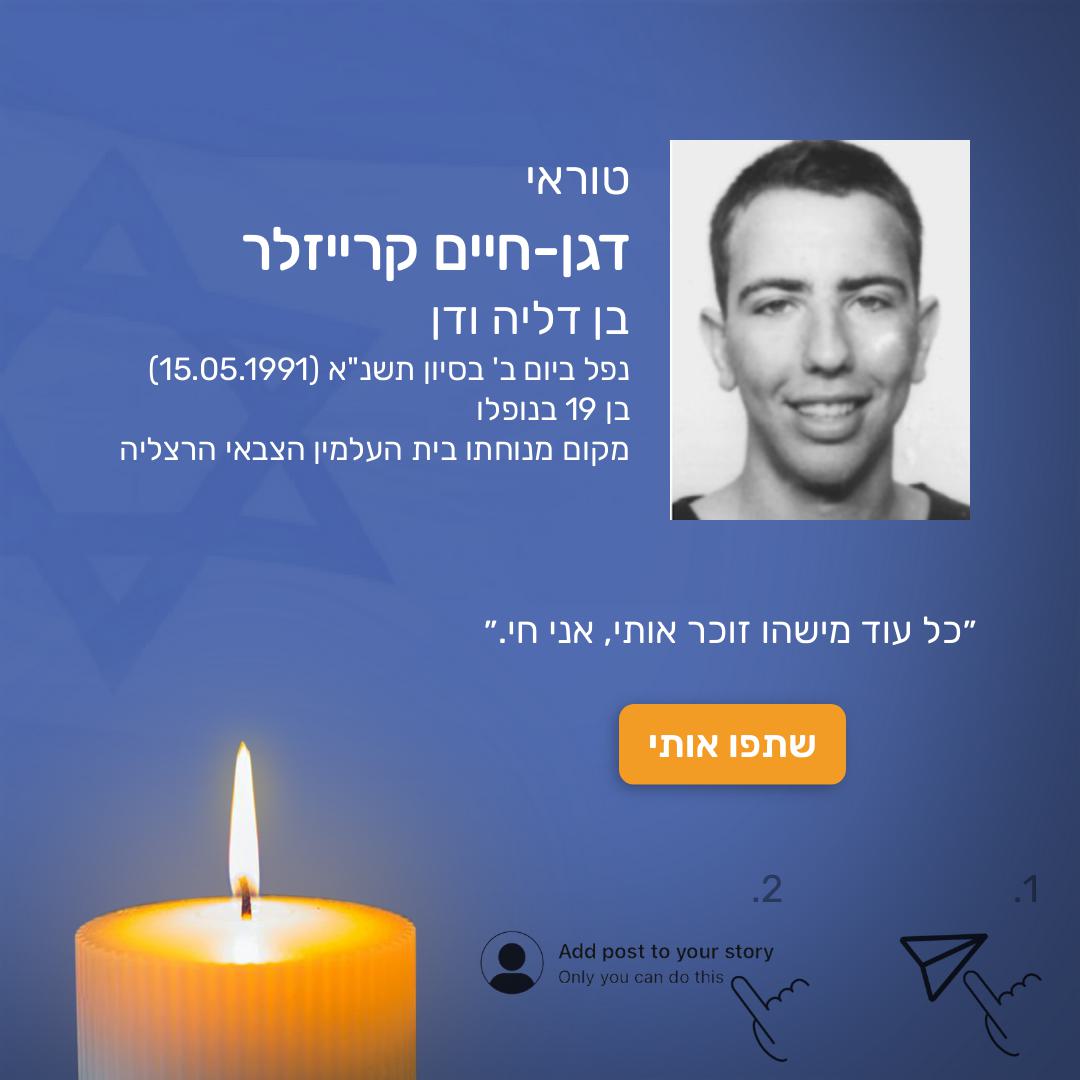 טוראי
דגן-חיים קרייזלר
בן דליה ודן
נפל ביום ב' בסיון תשנ"א (15.05.1991)
בן 19 בנופלו
מקום מנוחתו בית העלמין הצבאי הרצליה
״כל עוד מישהו זוכר אותי, אני חי.״
שתפו אותי
1.
2.
Add post to your story
Only you can do this